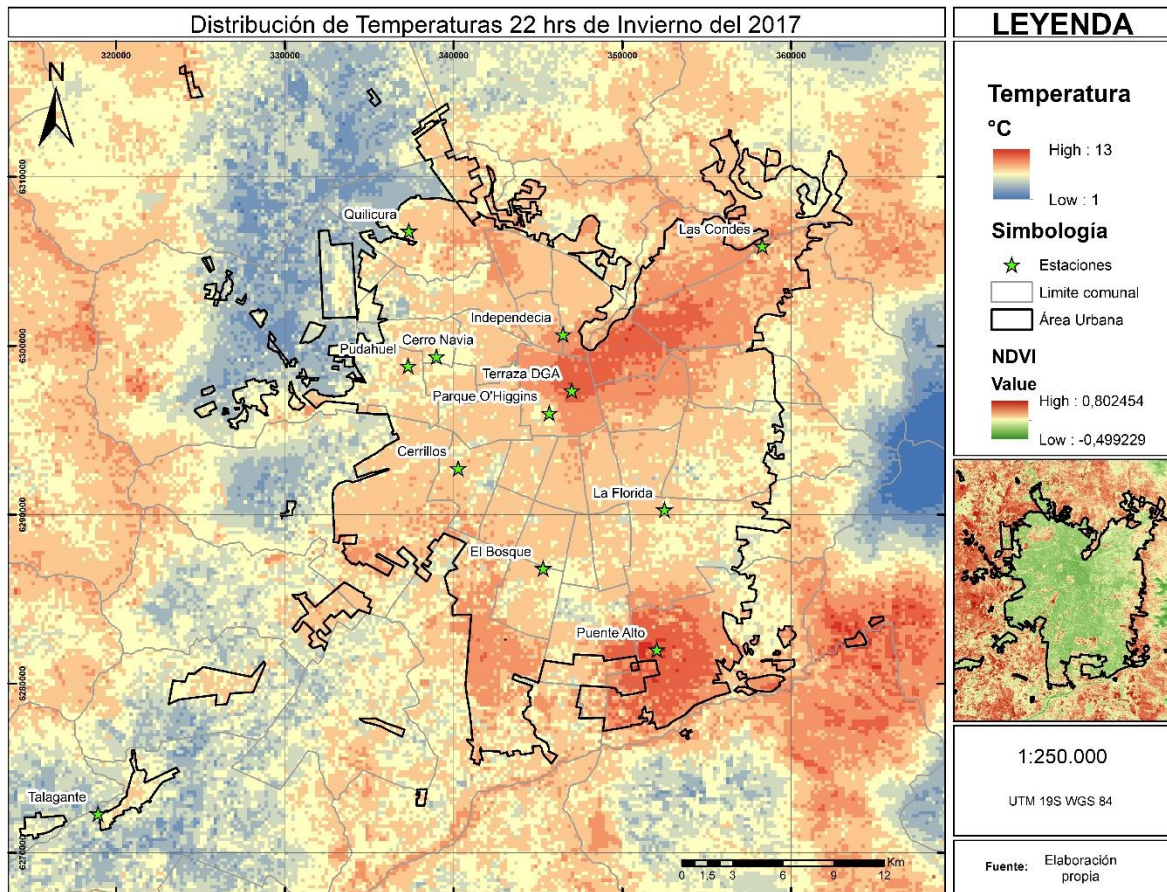 Distribución de Temperaturas 22 hrs de Invierno del 2017
320000
330000
340000
350000
360000
N
6310000
6300000
6290000
6280000
6270000
Quilicura
Las Condes
Independecia
Cerro Navia
Pudahuel
Terraza DGA
Parque O'Higgins
Cerrillos
La Florida
El Bosque
Puente Alto
Talagante
Km
0 1,5 3 6 9 12
LEYENDA
Temperatura
°C
High : 13
Low : 1
Simbología
Estaciones
Limite comunal
Área Urbana
NDVI
Value
High : 0,802454
Low : -0,499229
1:250.000
UTM 19S WGS 84
Fuente: Elaboración
propia